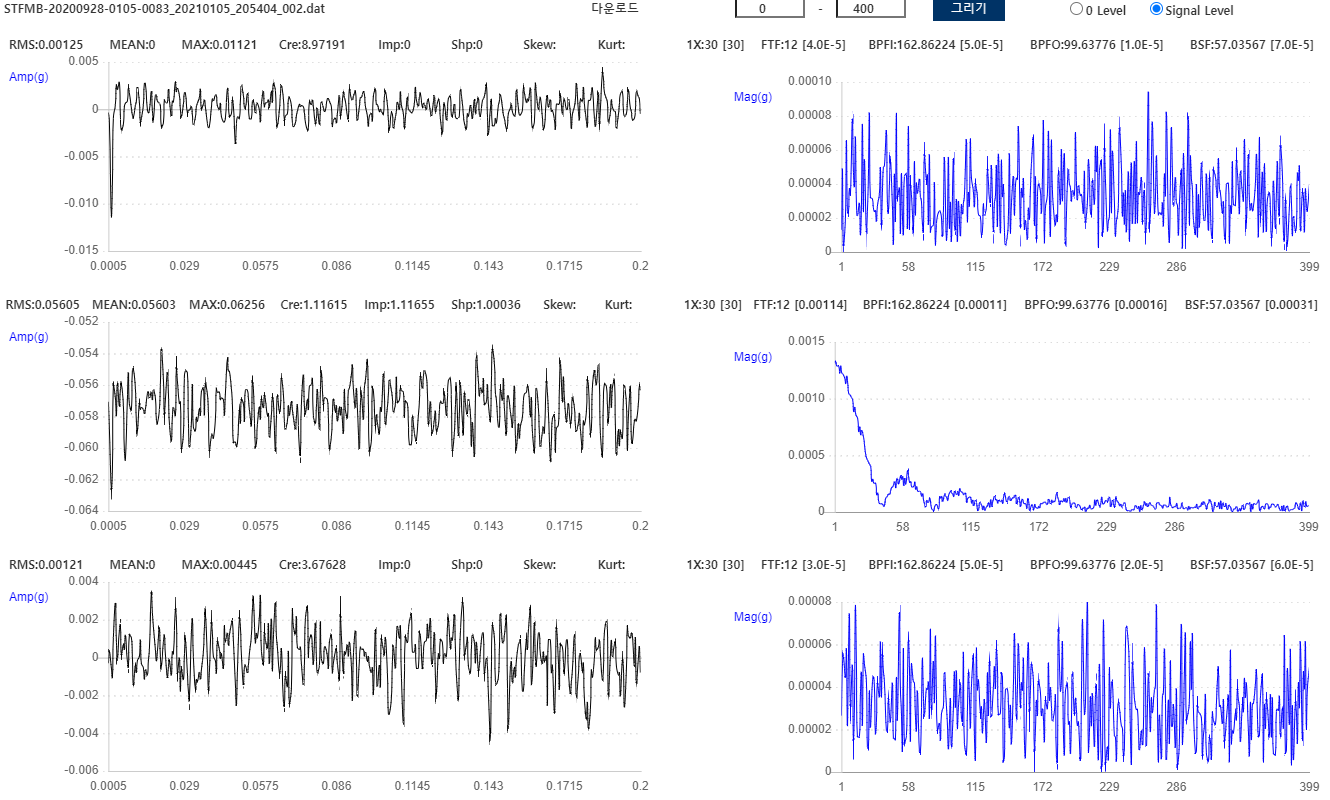 STFMB-20200928-0105-0083_20210105_205404_002.dat 다운로드 0 - 400 그리기 0 Level Signal Level
RMS:0.00125 MEAN:0 MAX:0.01121 Cre:8.97191 Imp:0 Shp:0 Skew: Kurt:
Amp(g)
0.005
0
-0.005
-0.010
-0.015
0.0005 0.029 0.0575 0.086 0.1145 0.143 0.1715 0.2
1X:30 [30] FTF:12 [4.0E-5] BPFI:162.86224 [5.0E-5] BPFO:99.63776 [1.0E-5] BSF:57.03567 [7.0E-5]
Mag(g)
0.00010
0.00008
0.00006
0.00004
0.00002
0
1 58 115 172 229 286 399
RMS:0.05605 MEAN:0.05603 MAX:0.06256 Cre:1.11615 Imp:1.11655 Shp:1.00036 Skew: Kurt:
Amp(g)
-0.052
-0.054
-0.056
-0.058
-0.060
-0.062
-0.064
0.0005 0.029 0.0575 0.086 0.1145 0.143 0.1715 0.2
1X:30 [30] FTF:12 [0.00114] BPFI:162.86224 [0.00011] BPFO:99.63776 [0.00016] BSF:57.03567 [0.00031]
Mag(g)
0.0015
0.0010
0.0005
0
1 58 115 172 229 286 399
RMS:0.00121 MEAN:0 MAX:0.00445 Cre:3.67628 Imp:0 Shp:0 Skew: Kurt:
Amp(g)
0.004
0.002
0
-0.002
-0.004
-0.006
0.0005 0.029 0.0575 0.086 0.1145 0.143 0.1715 0.2
1X:30 [30] FTF:12 [3.0E-5] BPFI:162.86224 [5.0E-5] BPFO:99.63776 [2.0E-5] BSF:57.03567 [6.0E-5]
Mag(g)
0.00008
0.00006
0.00004
0.00002
0
1 58 115 172 229 286 399